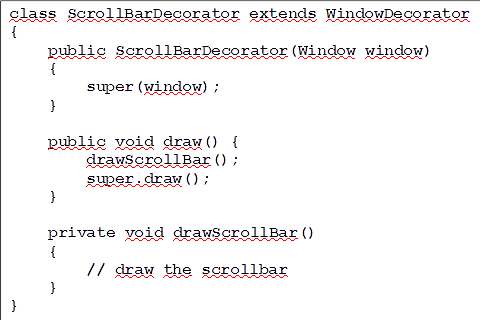 class ScrollBarDecorator extends WindowDecorator
{
    public ScrollBarDecorator(Window window)
    {
        super(window);
    }

    public void draw() {
        drawScrollBar();
        super.draw();
    }

    private void drawScrollBar()
    {
        // draw the scrollbar
    }
}